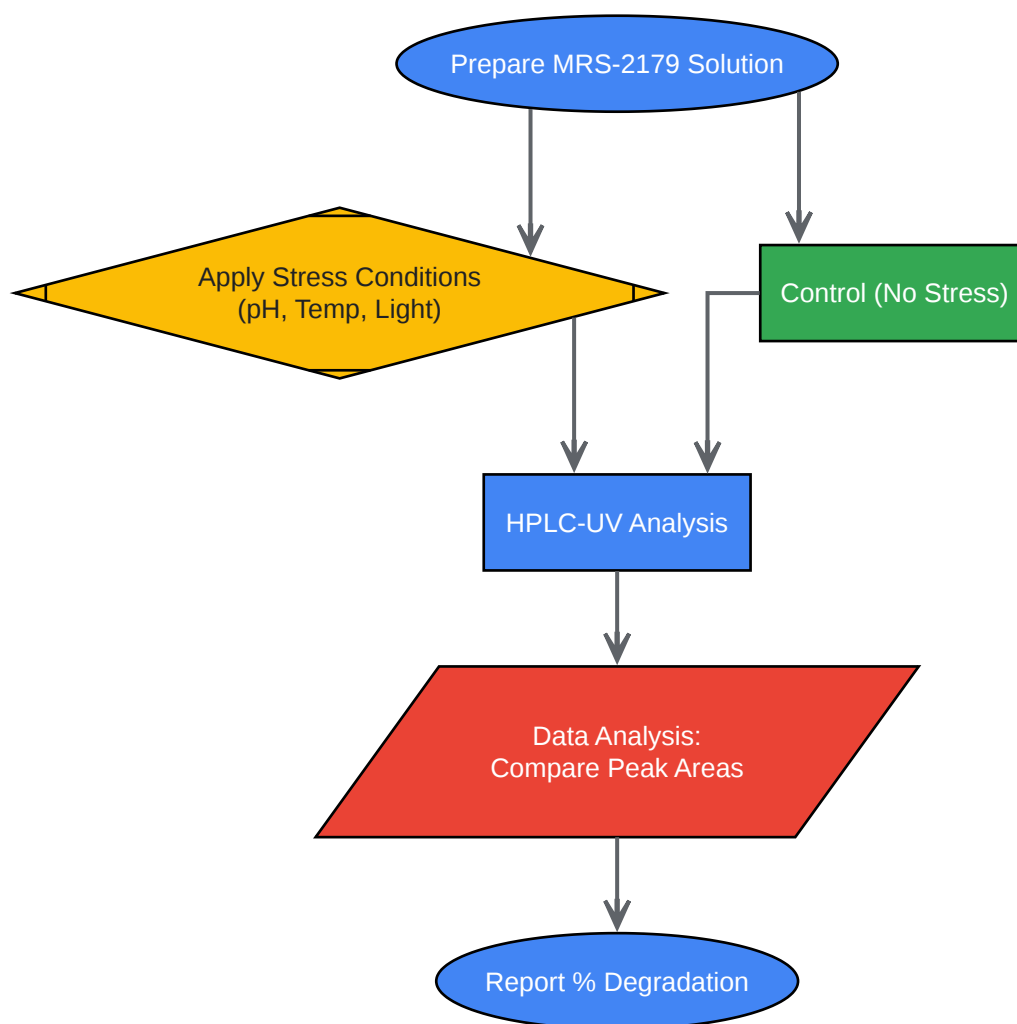 Prepare MRS-2179 Solution
Apply Stress Conditions
(pH, Temp, Light)
Control (No Stress)
HPLC-UV Analysis
Data Analysis:
Compare Peak Areas
Report % Degradation